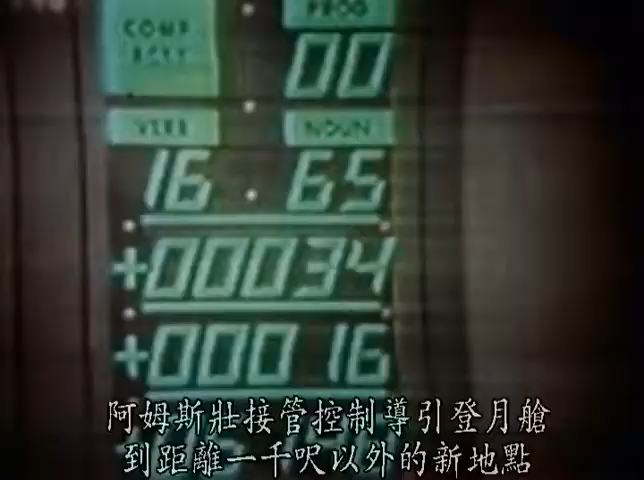 COMP
PROG
00
VERB NOUN
16 65
+00034
+00016
阿姆斯壯接管控制導引登月艙
到距離一千呎以外的新地點